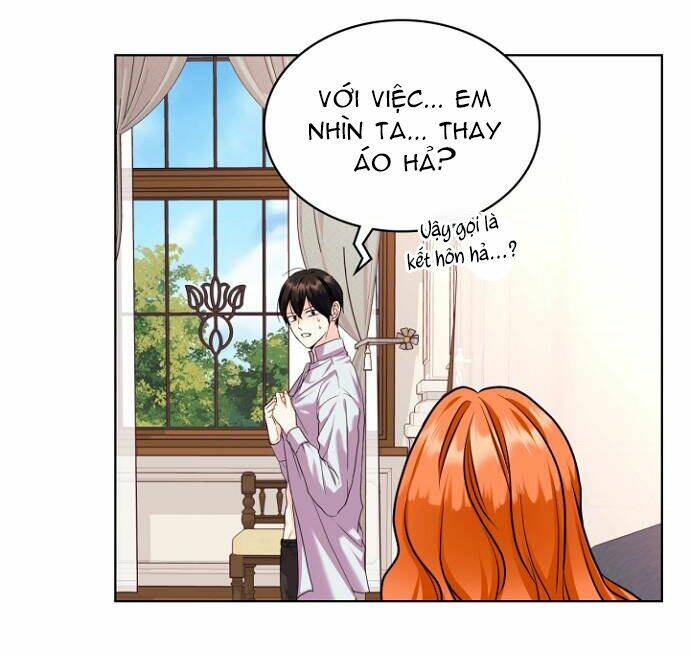 VỚI VIỆC... EM
NHÌN TA... THAY
ÁO HẢ?
Vậy gọi là
kết hôn hả...?